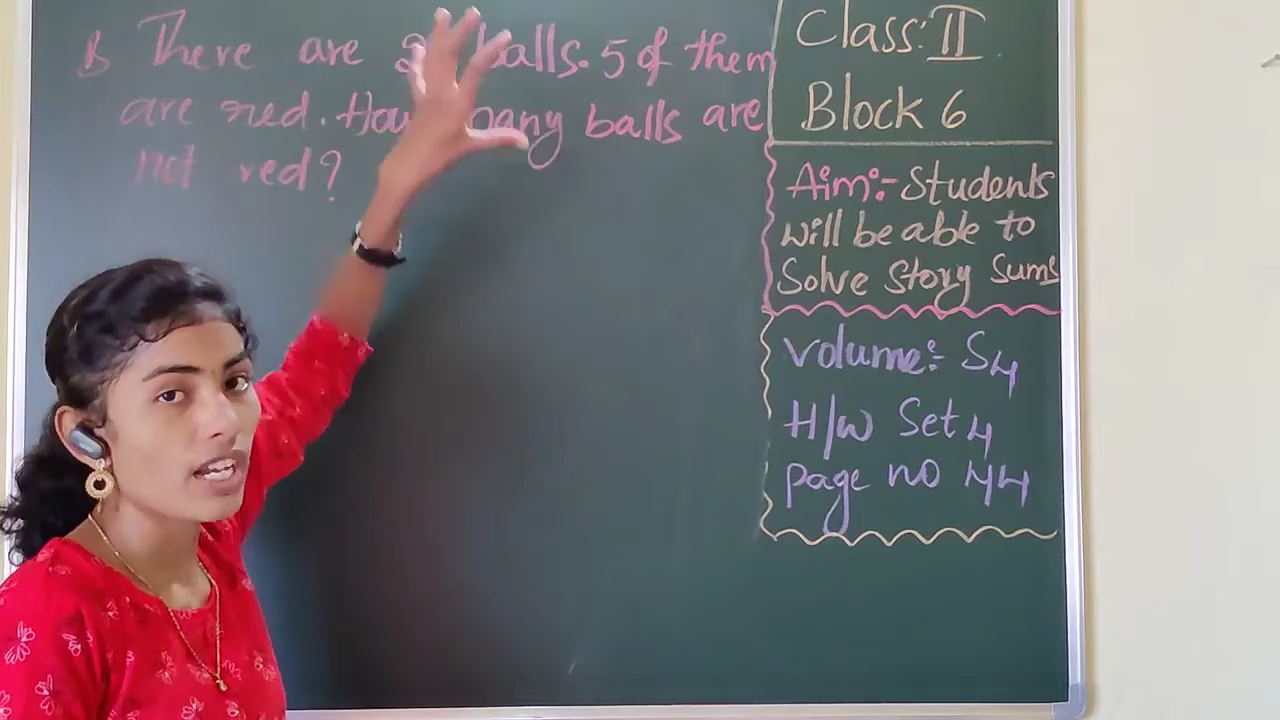 B There are balls. 5 of them
are red. How many balls are
not red?
Class: II
Block 6
Aim:- Students
will be able to
Solve Story Sums
Volume:- S4
H/W Set 4
page no 44